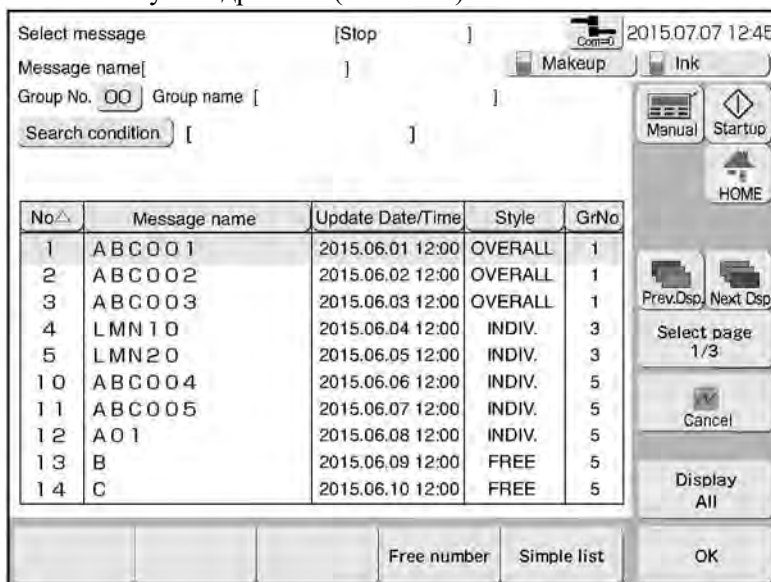 Select message [Stop ] Com=0 2015.07.07 12:45
Message name[ ] Makeup Ink
Group No. 00 Group name [ ]
Manual Startup
Search condition [ ]
HOME
No△ Message name Update Date/Time Style GrNo
1 ABC001 2015.06.01 12:00 OVERALL 1
2 ABC002 2015.06.02 12:00 OVERALL 1
3 ABC003 2015.06.03 12:00 OVERALL 1
4 LMN10 2015.06.04 12:00 INDIV. 3
5 LMN20 2015.06.05 12:00 INDIV. 3
10 ABC004 2015.06.06 12:00 INDIV. 5
11 ABC005 2015.06.07 12:00 INDIV. 5
12 A01 2015.06.08 12:00 INDIV. 5
13 B 2015.06.09 12:00 FREE 5
14 C 2015.06.10 12:00 FREE 5
Prev.Dsp. Next Dsp
Select page
1/3
Cancel
Display
All
Free number Simple list OK